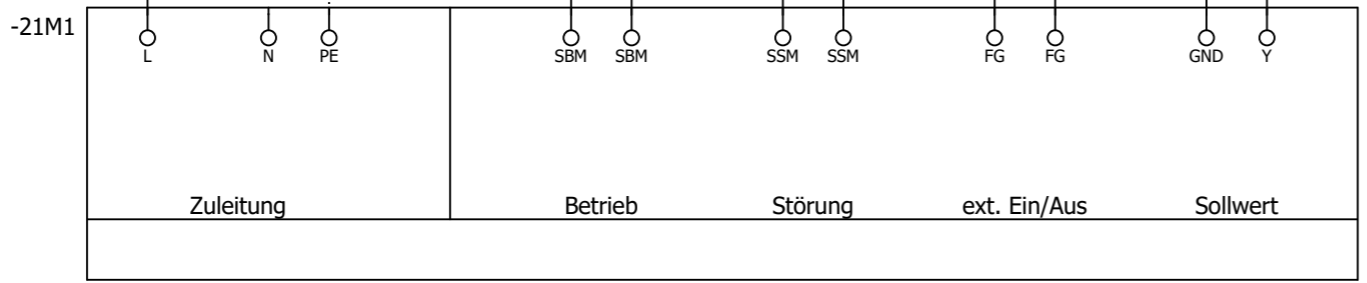 -21M1
L N PE SBM SBM SSM SSM FG FG GND Y
Zuleitung Betrieb Störung ext. Ein/Aus Sollwert